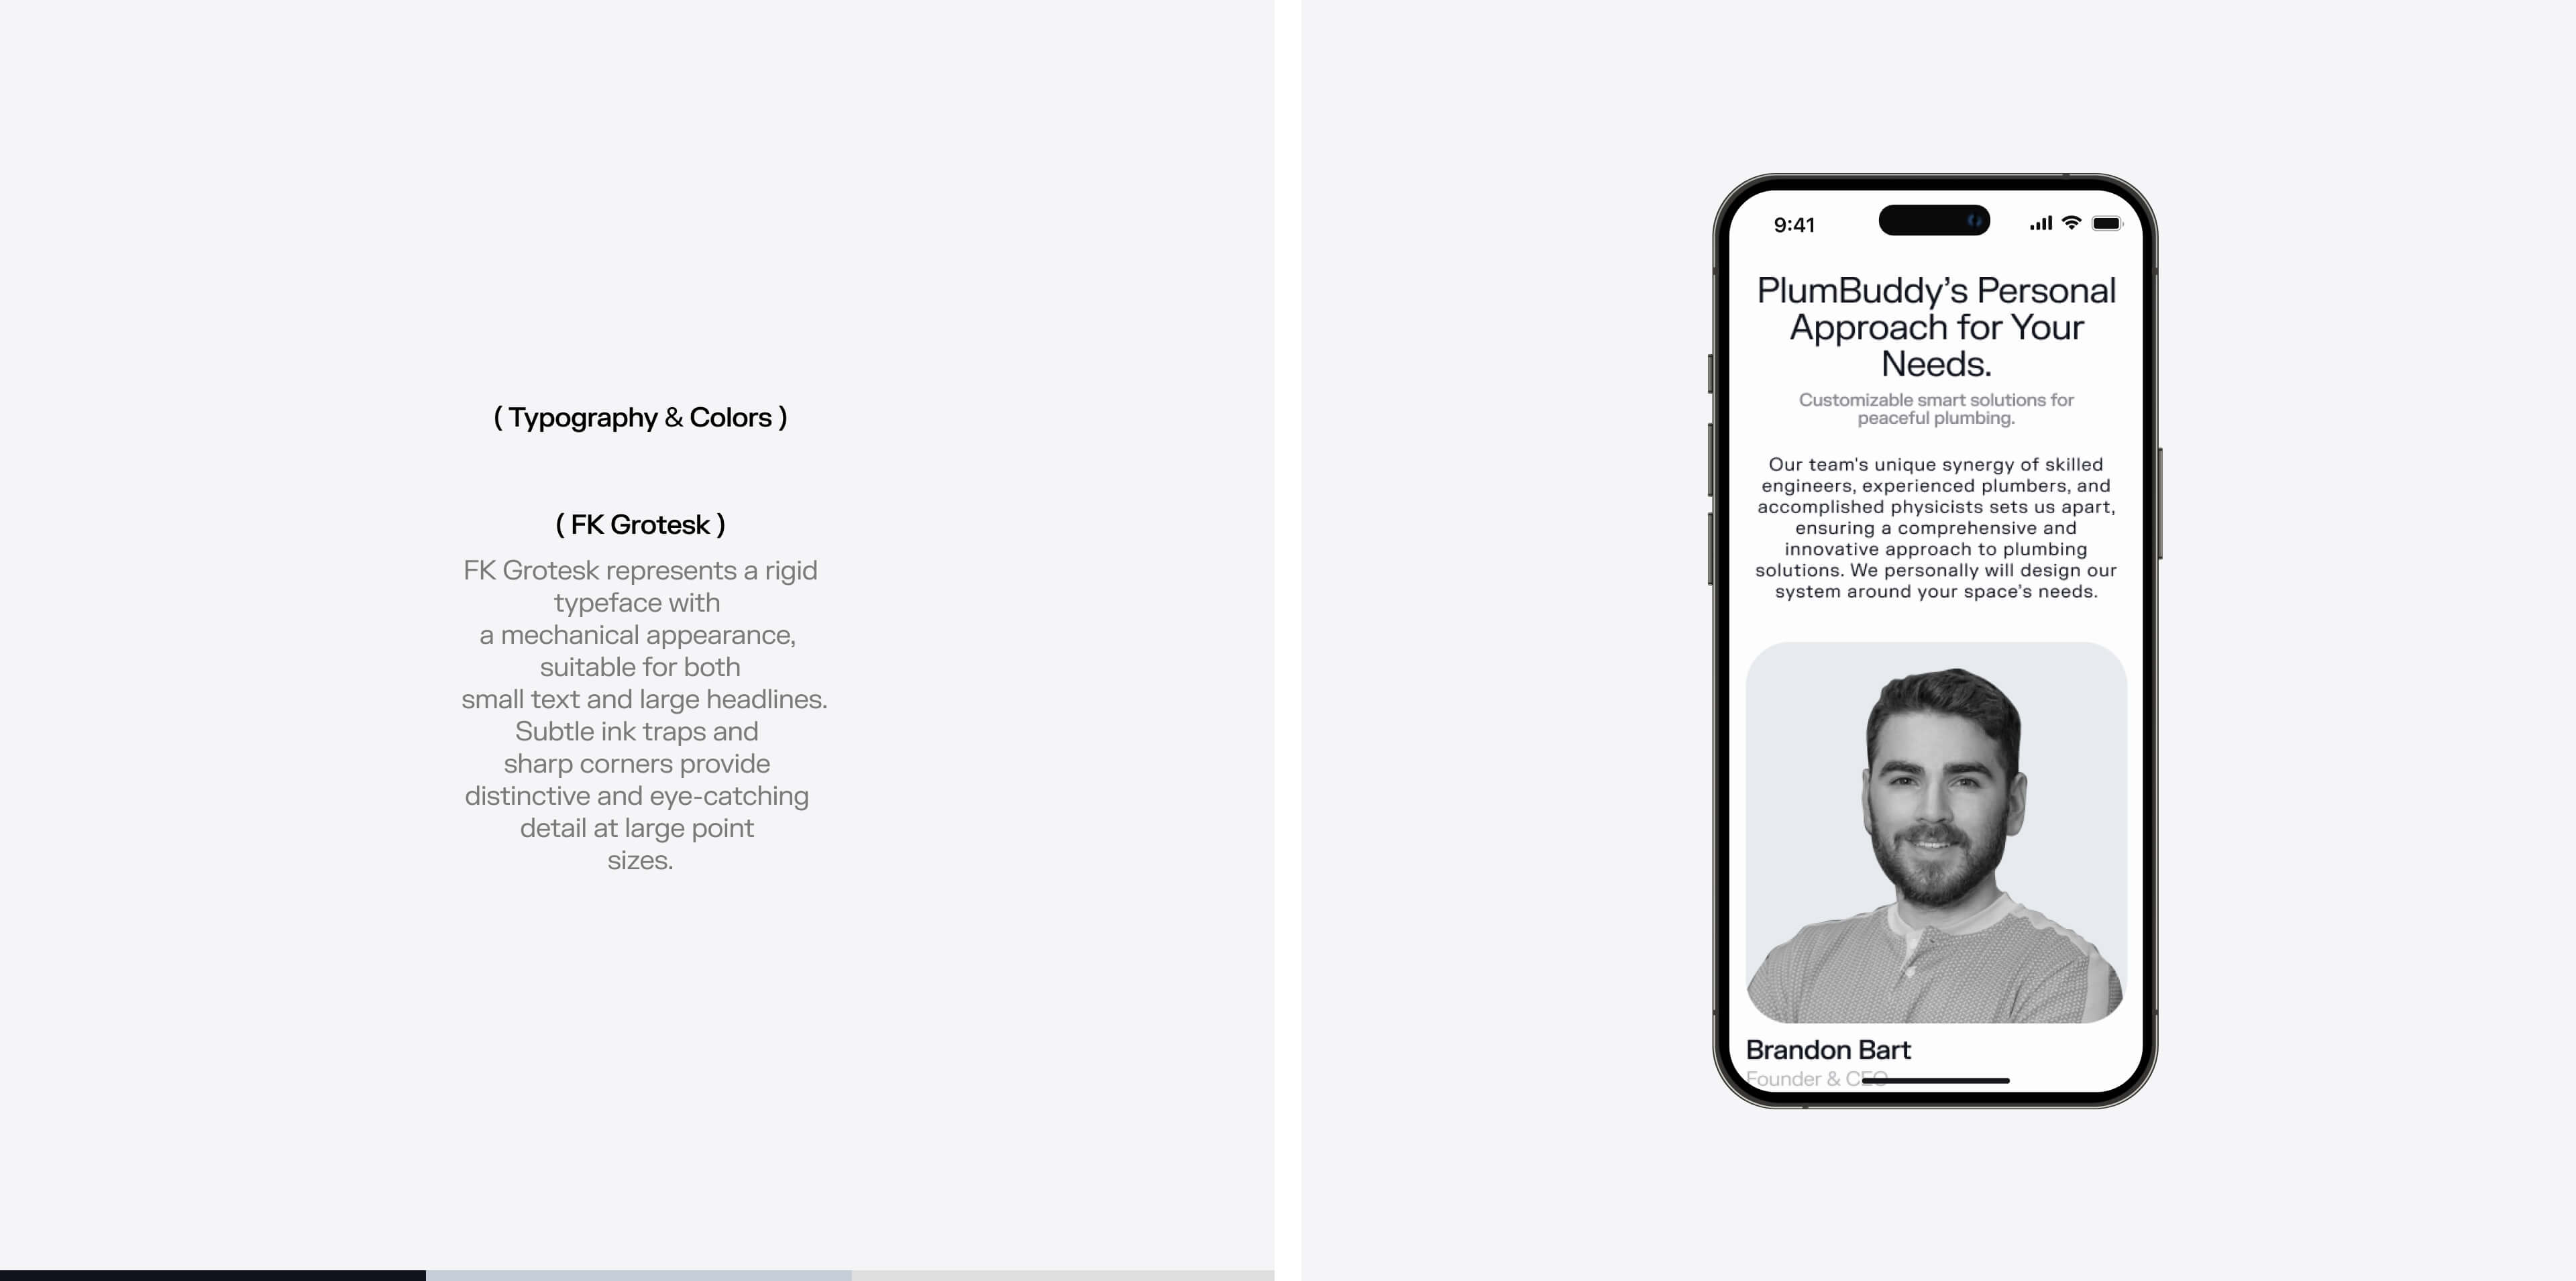 ( Typography & Colors )
( FK Grotesk )
FK Grotesk represents a rigid
typeface with
a mechanical appearance,
suitable for both
small text and large headlines.
Subtle ink traps and
sharp corners provide
distinctive and eye-catching
detail at large point
sizes.
9:41
PlumBuddy’s Personal
Approach for Your
Needs.
Customizable smart solutions for
peaceful plumbing.
Our team's unique synergy of skilled
engineers, experienced plumbers, and
accomplished physicists sets us apart,
ensuring a comprehensive and
innovative approach to plumbing
solutions. We personally will design our
system around your space's needs.
Brandon Bart
Founder & CEO